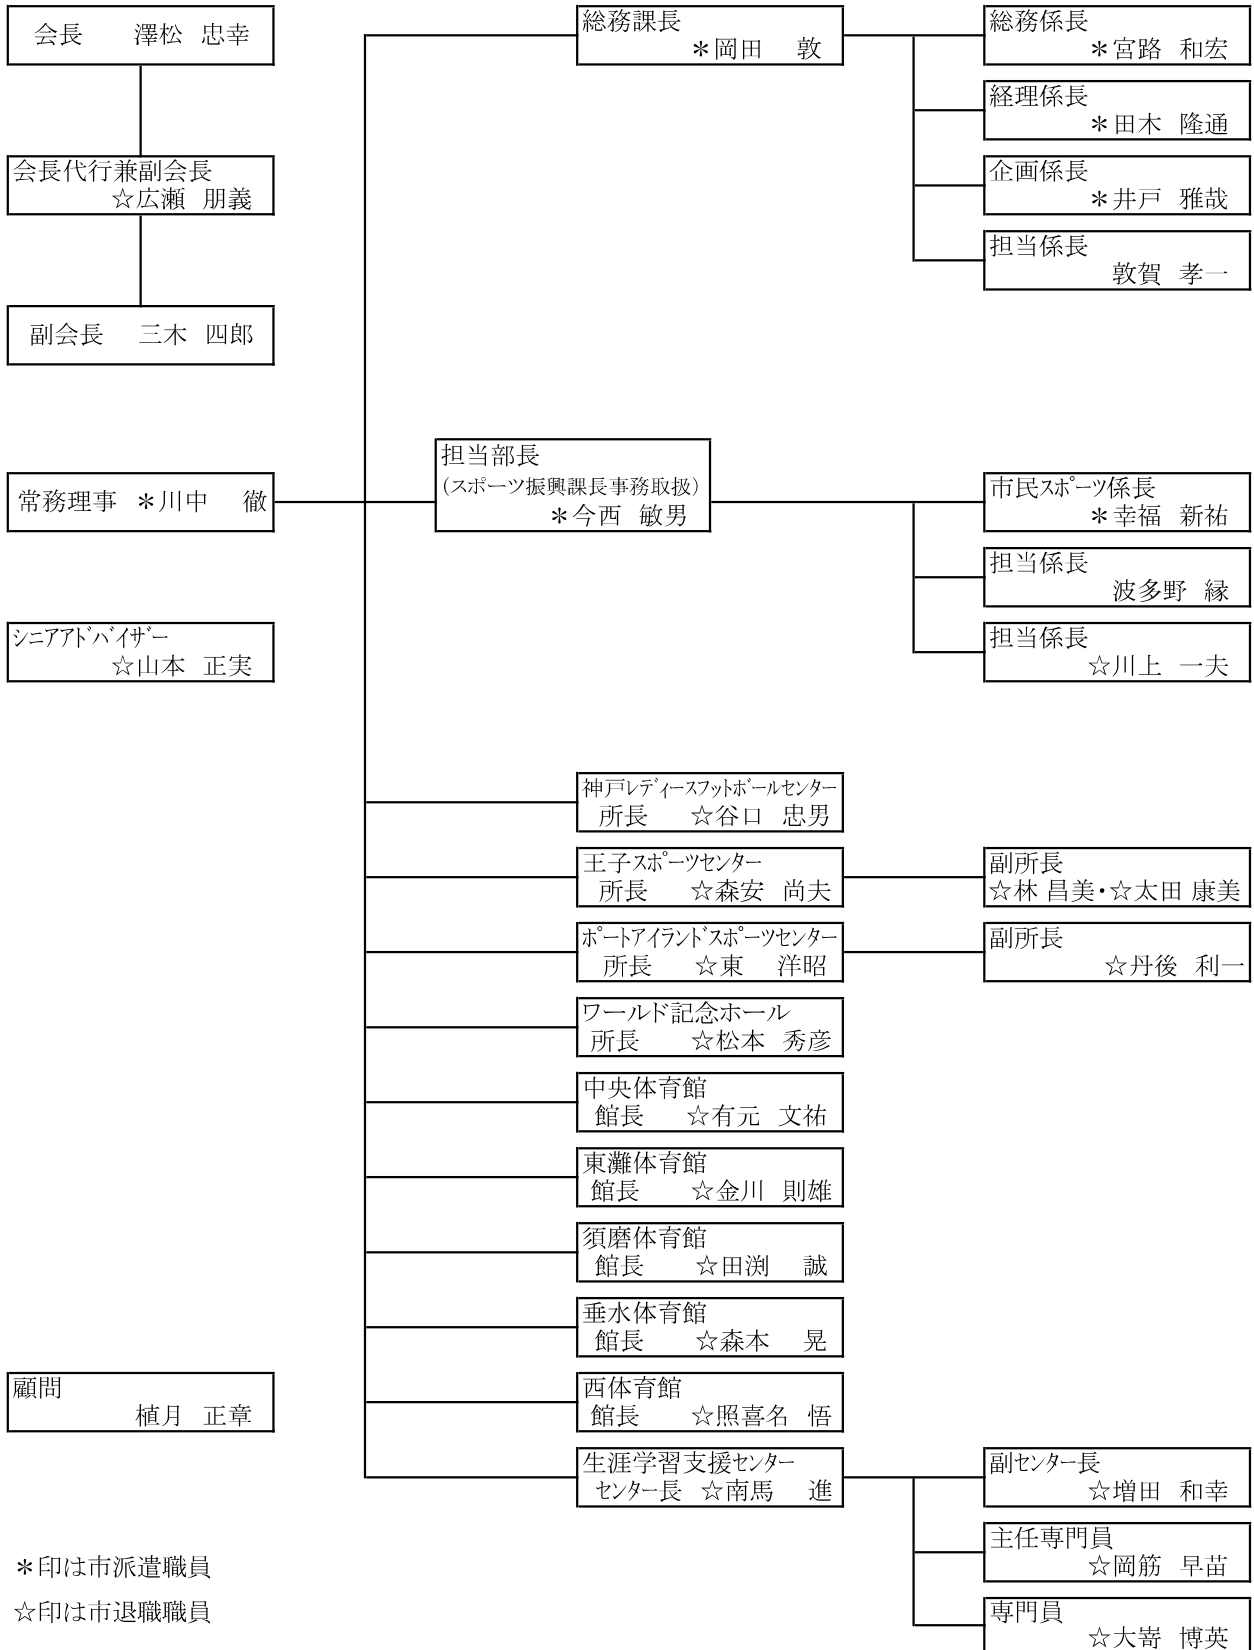 会長　澤松 忠幸
会長代行兼副会長
☆広瀬 朋義
副会長　三木 四郎
常務理事 ＊川中 徹
シニアアドバイザー
☆山本 正実
顧問
植月 正章
総務課長
＊岡田 敦
総務係長
＊宮路 和宏
経理係長
＊田木 隆通
企画係長
＊井戸 雅哉
担当係長
敦賀 孝一
担当部長
(スポーツ振興課長事務取扱)
＊今西 敏男
市民スポーツ係長
＊幸福 新祐
担当係長
波多野 縁
担当係長
☆川上 一夫
神戸レディースフットボールセンター
所長　☆谷口 忠男
王子スポーツセンター
所長　☆森安 尚夫
副所長
☆林 昌美・☆太田 康美
ポートアイランドスポーツセンター
所長　☆東 洋昭
副所長
☆丹後 利一
ワールド記念ホール
所長　☆松本 秀彦
中央体育館
館長　☆有元 文祐
東灘体育館
館長　☆金川 則雄
須磨体育館
館長　☆田渕 誠
垂水体育館
館長　☆森本 晃
西体育館
館長　☆照喜名 悟
生涯学習支援センター
センター長 ☆南馬 進
副センター長
☆増田 和幸
主任専門員
☆岡筋 早苗
専門員
☆大嵜 博英
＊印は市派遣職員
☆印は市退職職員